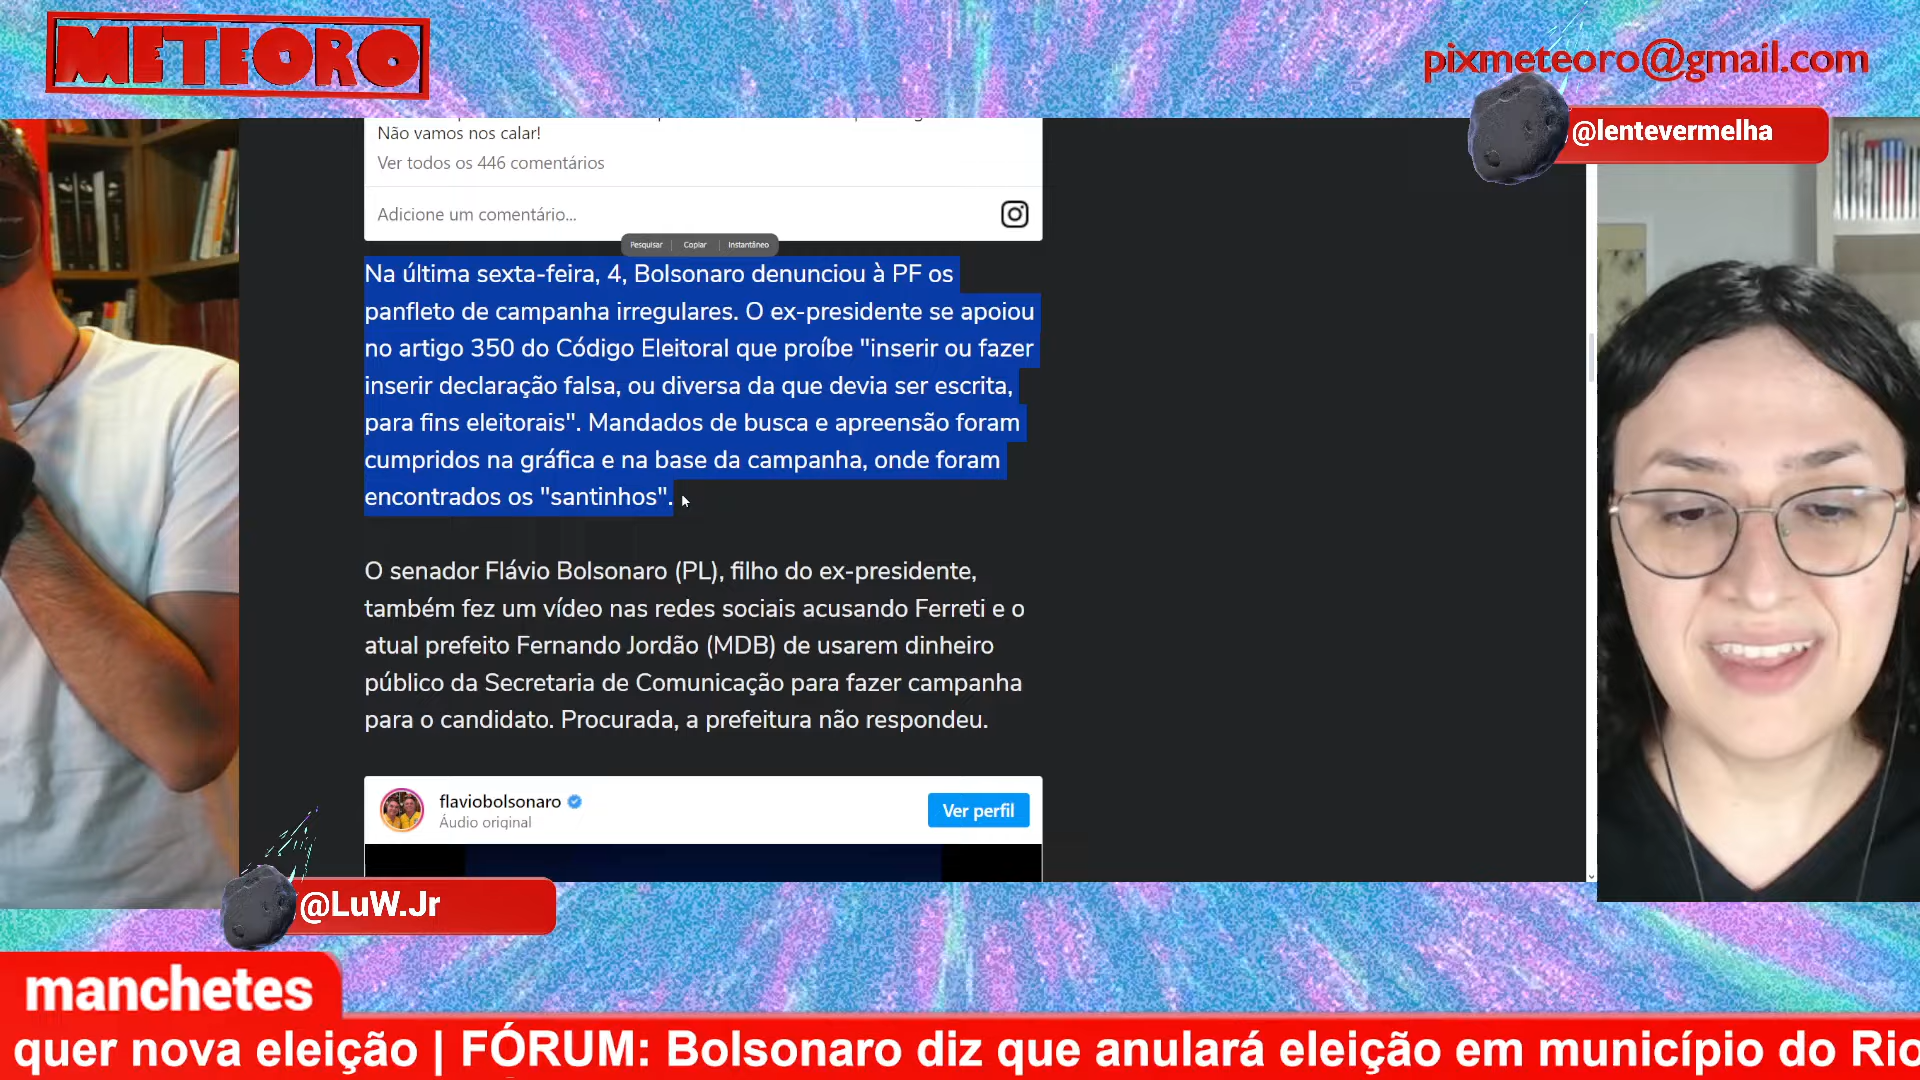 METEORO
pixmeteoro@gmail.com
@lentevermelha
Não vamos nos calar!
Ver todos os 446 comentários
Adicione um comentário...
Pesquisar | Copiar | Instantâneo
Na última sexta-feira, 4, Bolsonaro denunciou à PF os
panfleto de campanha irregulares. O ex-presidente se apoiou
no artigo 350 do Código Eleitoral que proíbe "inserir ou fazer
inserir declaração falsa, ou diversa da que devia ser escrita,
para fins eleitorais". Mandados de busca e apreensão foram
cumpridos na gráfica e na base da campanha, onde foram
encontrados os "santinhos".
O senador Flávio Bolsonaro (PL), filho do ex-presidente,
também fez um vídeo nas redes sociais acusando Ferreti e o
atual prefeito Fernando Jordão (MDB) de usarem dinheiro
público da Secretaria de Comunicação para fazer campanha
para o candidato. Procurada, a prefeitura não respondeu.
flaviobolsonaro
Áudio original
Ver perfil
@LuW.Jr
manchetes
quer nova eleição | FÓRUM: Bolsonaro diz que anulará eleição em município do Rio